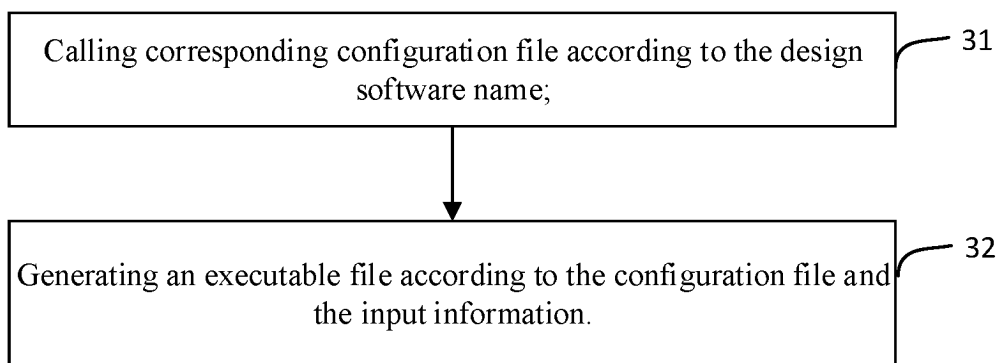 Calling corresponding configuration file according to the design
software name;
31
Generating an executable file according to the configuration file and
the input information.
32